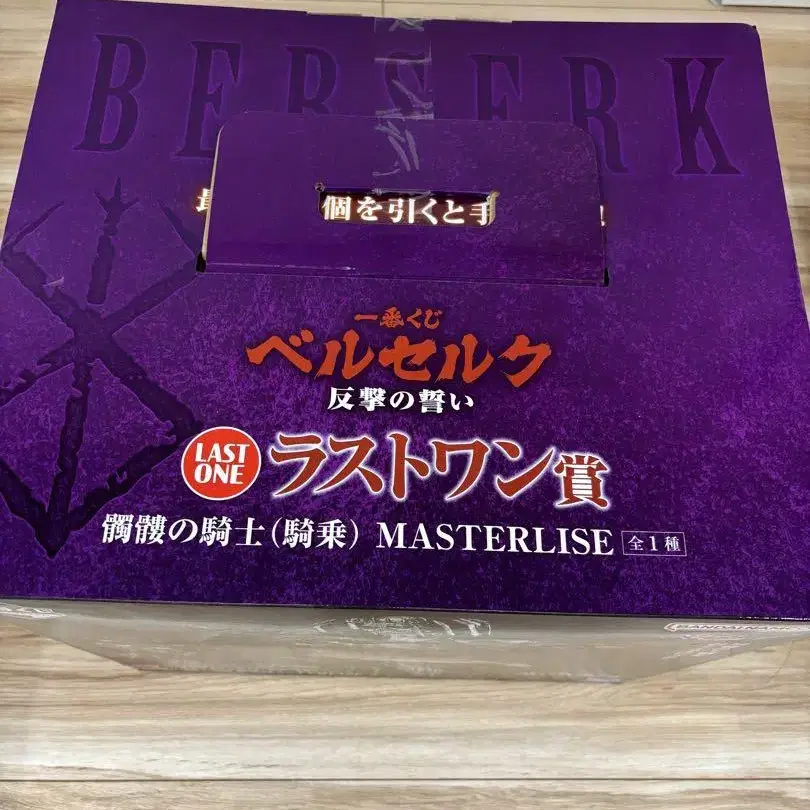 BERSERK
個を引くと手
一番くじ
ベルセルク
反撃の誓い
LAST ONE
ラストワン賞
髑髏の騎士(騎乗) MASTERLISE 全1種
BANDAI NAMCO